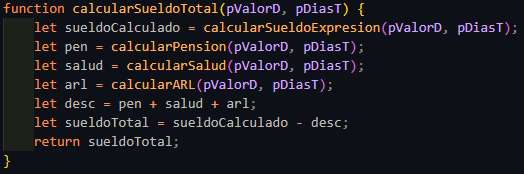 function calcularSueldoTotal(pValorD, pDiasT) {
    let sueldoCalculado = calcularSueldoExpresion(pValorD, pDiasT);
    let pen = calcularPension(pValorD, pDiasT);
    let salud = calcularSalud(pValorD, pDiasT);
    let arl = calcularARL(pValorD, pDiasT);
    let desc = pen + salud + arl;
    let sueldoTotal = sueldoCalculado - desc;
    return sueldoTotal;
}